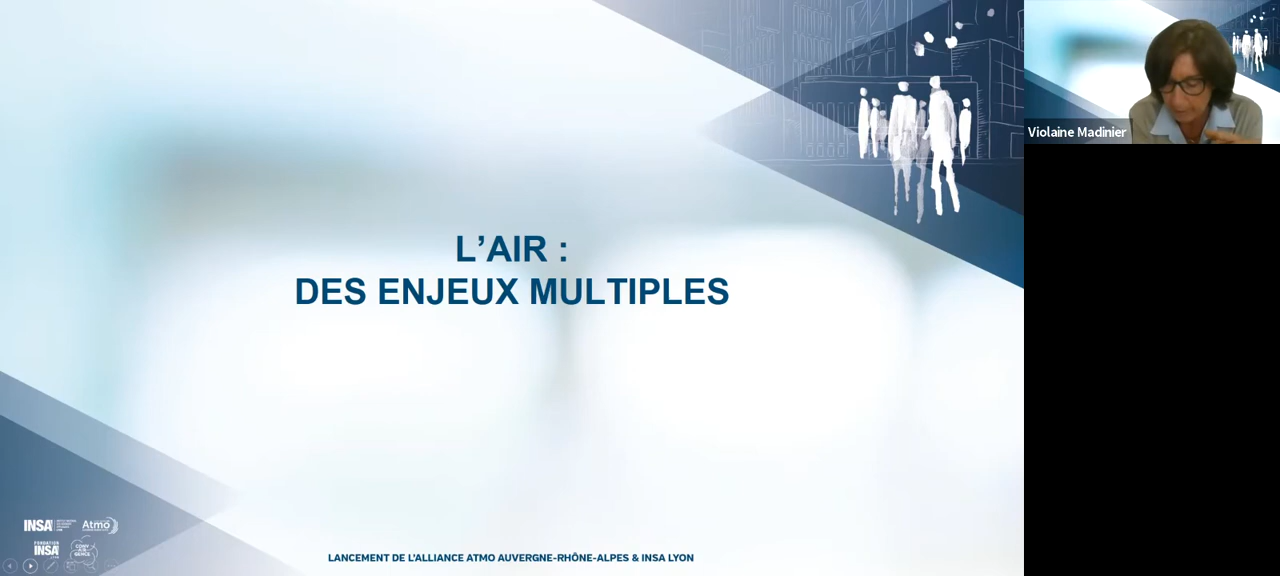 L'AIR :
DES ENJEUX MULTIPLES
Violaine Madinier
INSA
Atmo
FONDATION
INSA
LANCEMENT DE L'ALLIANCE ATMO AUVERGNE-RHÔNE-ALPES & INSA LYON